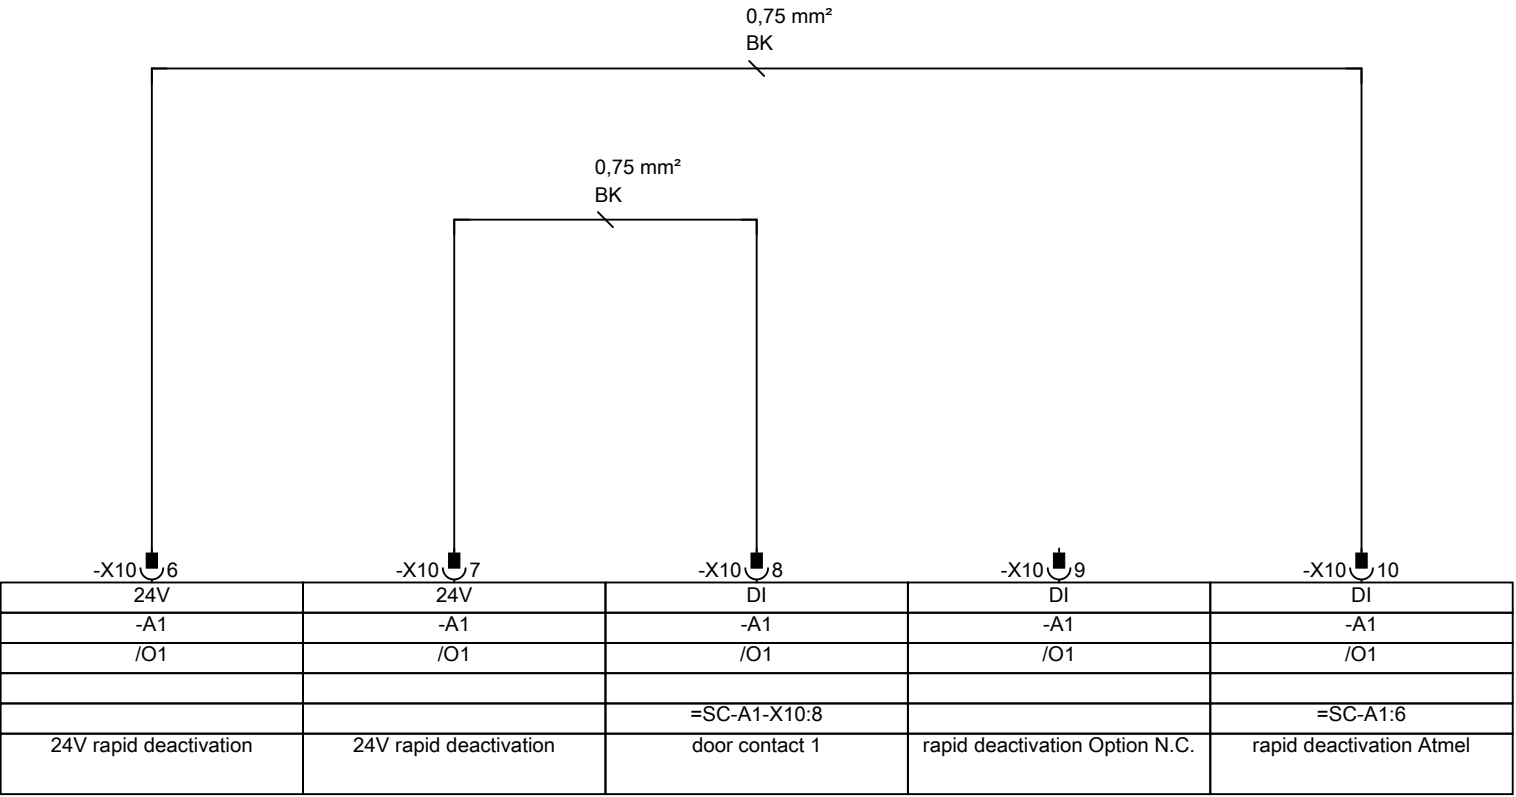 0,75 mm²
BK
0,75 mm²
BK
-X10 6 -X10 7 -X10 8 -X10 9 -X10 10
24V 24V DI DI DI
-A1 -A1 -A1 -A1 -A1
/O1 /O1 /O1 /O1 /O1
=SC-A1-X10:8 =SC-A1:6
24V rapid deactivation 24V rapid deactivation door contact 1 rapid deactivation Option N.C. rapid deactivation Atmel